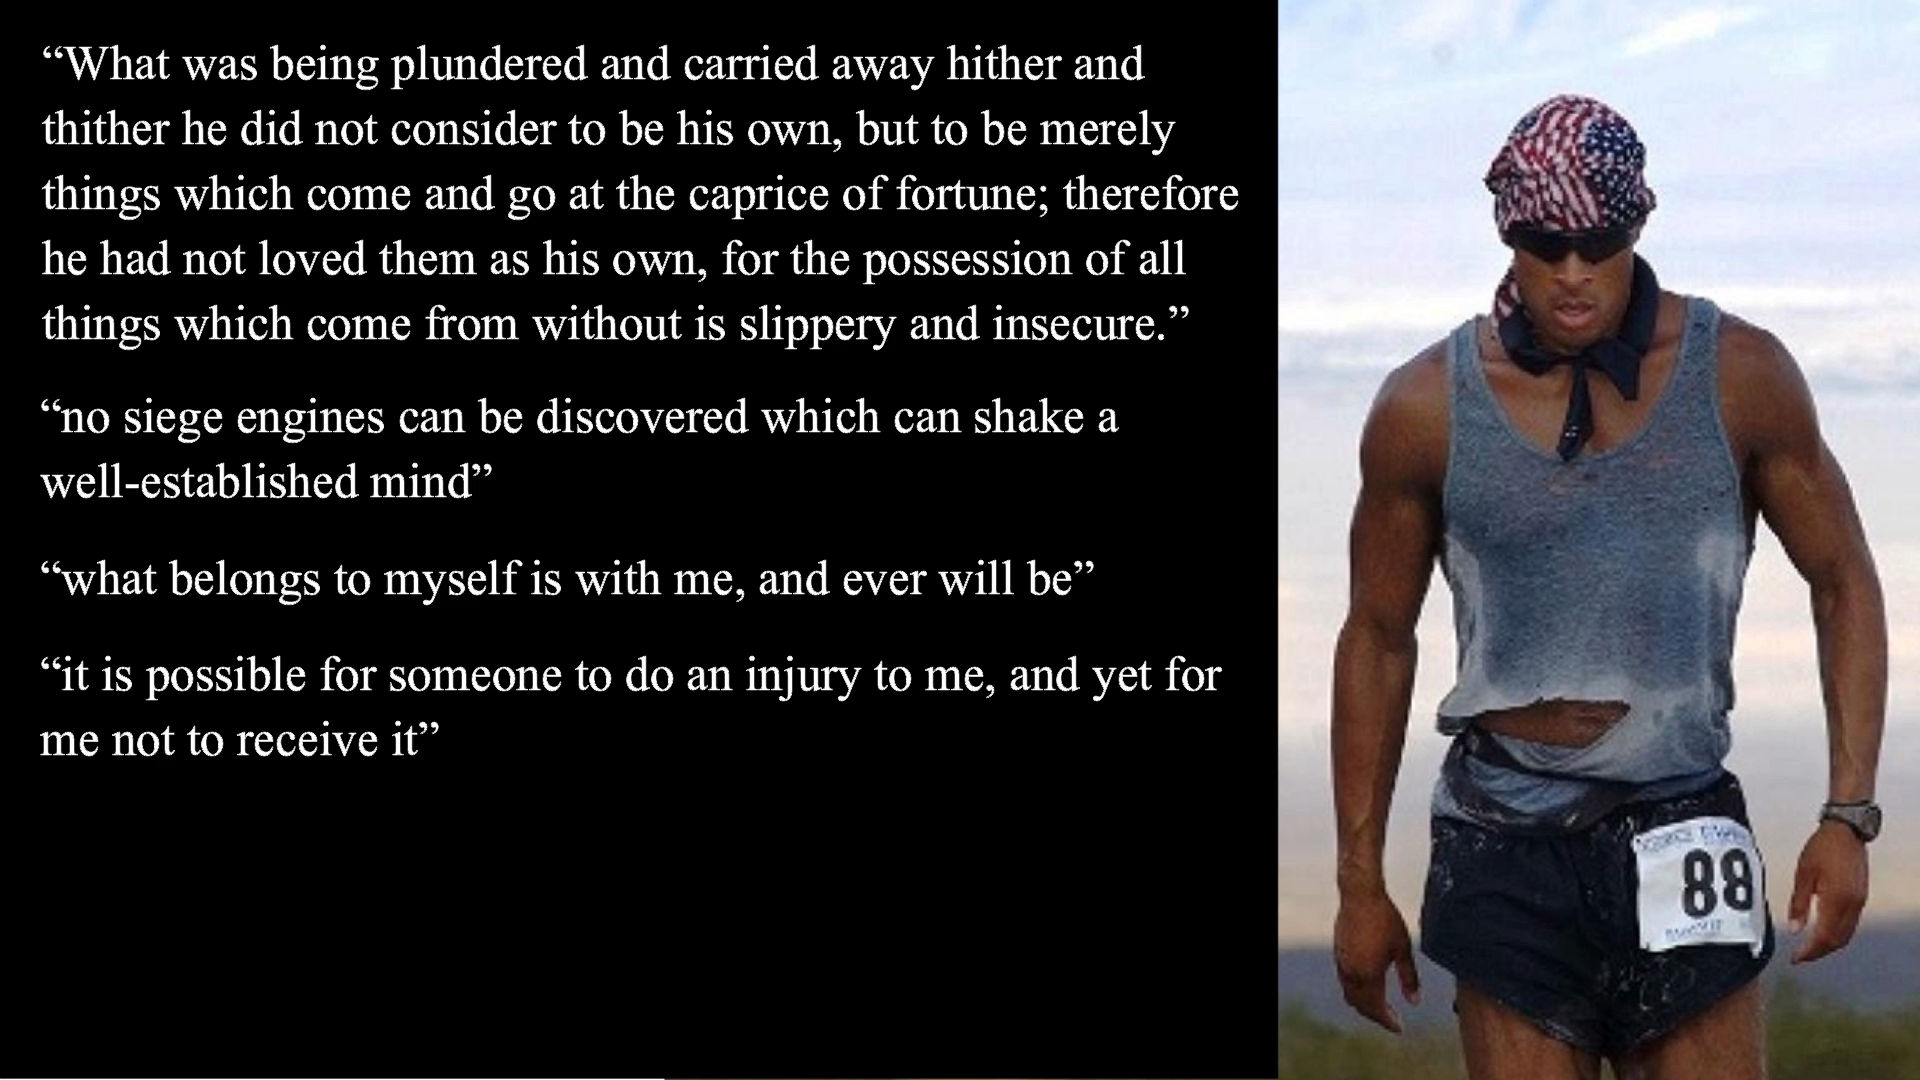 “What was being plundered and carried away hither and
thither he did not consider to be his own, but to be merely
things which come and go at the caprice of fortune; therefore
he had not loved them as his own, for the possession of all
things which come from without is slippery and insecure.”
“no siege engines can be discovered which can shake a
well-established mind”
“what belongs to myself is with me, and ever will be”
“it is possible for someone to do an injury to me, and yet for
me not to receive it”
88